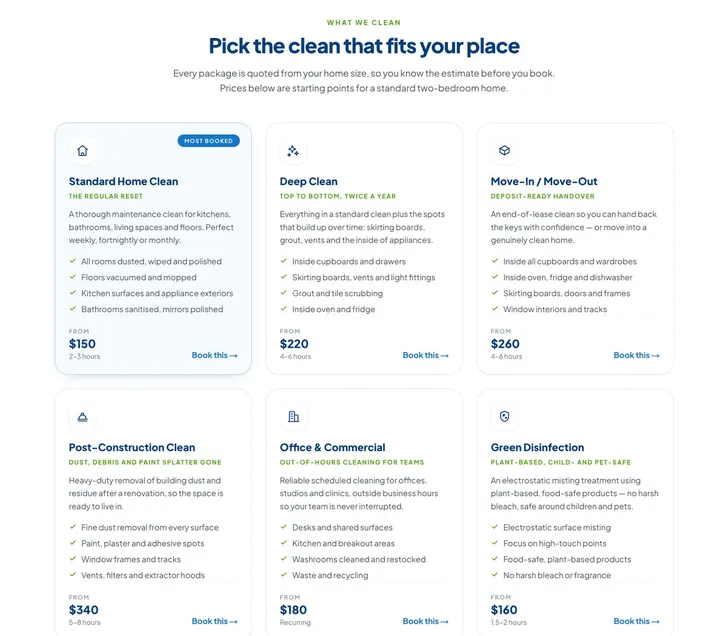 WHAT WE CLEAN
Pick the clean that fits your place
Every package is quoted from your home size, so you know the estimate before you book.
Prices below are starting points for a standard two-bedroom home.
MOST BOOKED
Standard Home Clean
THE REGULAR RESET
A thorough maintenance clean for kitchens,
bathrooms, living spaces and floors. Perfect
weekly, fortnightly or monthly.
All rooms dusted, wiped and polished
Floors vacuumed and mopped
Kitchen surfaces and appliance exteriors
Bathrooms sanitised, mirrors polished
FROM
$150
2–3 hours
Book this →
Deep Clean
TOP TO BOTTOM, TWICE A YEAR
Everything in a standard clean plus the spots
that build up over time: skirting boards,
grout, vents and the inside of appliances.
Inside cupboards and drawers
Skirting boards, vents and light fittings
Grout and tile scrubbing
Inside oven and fridge
FROM
$220
4–6 hours
Book this →
Move-In / Move-Out
DEPOSIT-READY HANDOVER
An end-of-lease clean so you can hand back
the keys with confidence — or move into a
genuinely clean home.
Inside all cupboards and wardrobes
Inside oven, fridge and dishwasher
Skirting boards, doors and frames
Window interiors and tracks
FROM
$260
4–6 hours
Book this →
Post-Construction Clean
DUST, DEBRIS AND PAINT SPLATTER GONE
Heavy-duty removal of building dust and
residue after a renovation, so the space is
ready to live in.
Fine dust removal from every surface
Paint, plaster and adhesive spots
Window frames and tracks
Vents, filters and extractor hoods
FROM
$340
5–8 hours
Book this →
Office & Commercial
OUT-OF-HOURS CLEANING FOR TEAMS
Reliable scheduled cleaning for offices,
studios and clinics, outside business hours
so your team is never interrupted.
Desks and shared surfaces
Kitchen and breakout areas
Washrooms cleaned and restocked
Waste and recycling
FROM
$180
Recurring
Book this →
Green Disinfection
PLANT-BASED, CHILD- AND PET-SAFE
An electrostatic misting treatment using
plant-based, food-safe products — no harsh
bleach, safe around children and pets.
Electrostatic surface misting
Focus on high-touch points
Food-safe, plant-based products
No harsh bleach or fragrance
FROM
$160
1.5–2 hours
Book this →